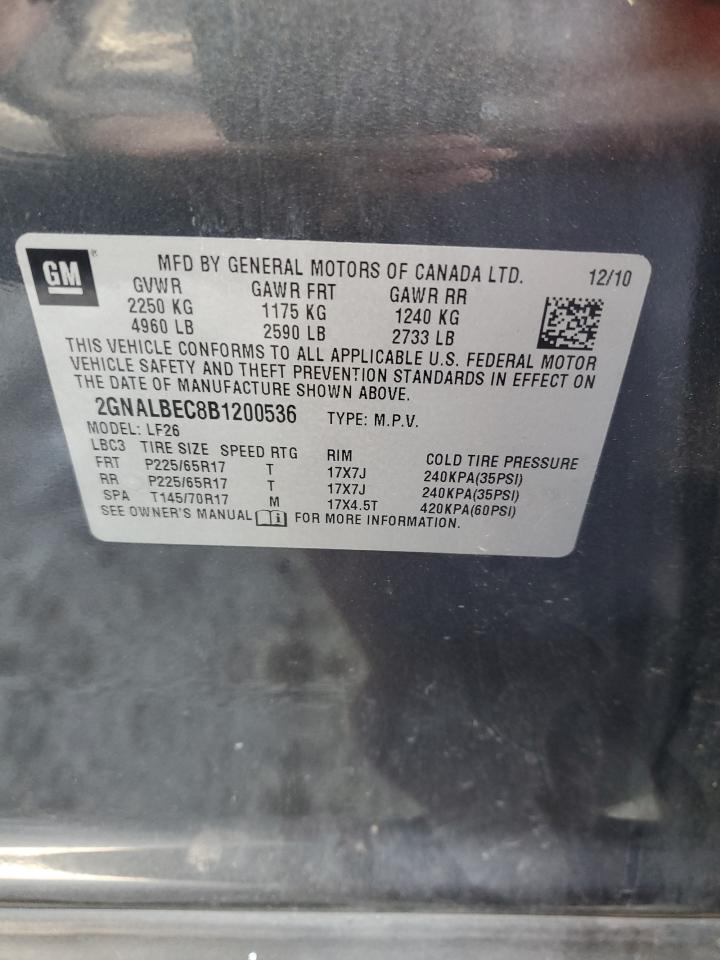 GM
MFD BY GENERAL MOTORS OF CANADA LTD. 12/10
GVWR GAWR FRT GAWR RR
2250 KG 1175 KG 1240 KG
4960 LB 2590 LB 2733 LB
THIS VEHICLE CONFORMS TO ALL APPLICABLE U.S. FEDERAL MOTOR
VEHICLE SAFETY AND THEFT PREVENTION STANDARDS IN EFFECT ON
THE DATE OF MANUFACTURE SHOWN ABOVE.
2GNALBEC8B1200536 TYPE: M.P.V.
MODEL: LF26
LBC3 TIRE SIZE SPEED RTG RIM COLD TIRE PRESSURE
FRT P225/65R17 T 17X7J 240KPA(35PSI)
RR P225/65R17 T 17X7J 240KPA(35PSI)
SPA T145/70R17 M 17X4.5T 420KPA(60PSI)
SEE OWNER'S MANUAL FOR MORE INFORMATION.